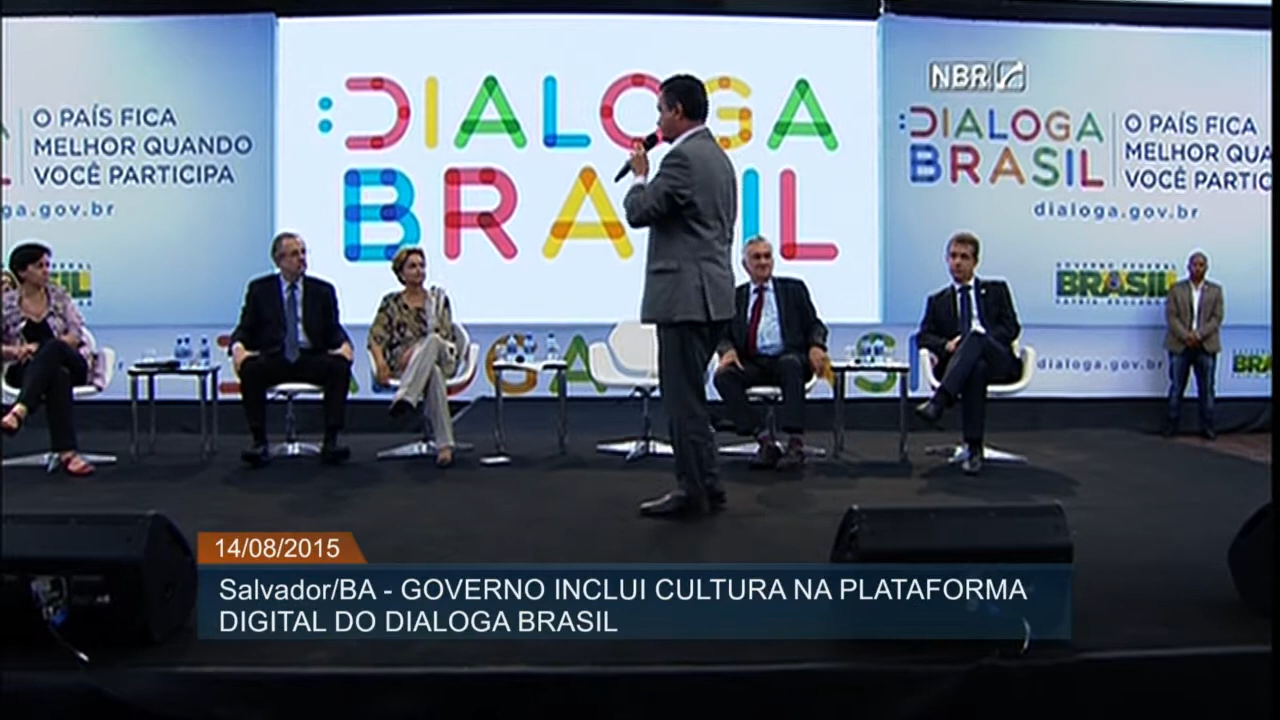 O PAÍS FICA
MELHOR QUANDO
VOCÊ PARTICIPA
ga.gov.br
:DIALOGA
BRASIL
NBR
:DIALOGA
BRASIL
O PAÍS FICA
MELHOR QUA
VOCÊ PARTIC
dialoga.gov.br
GOVERNO FEDERAL
BRASIL
dialoga.gov.br
14/08/2015
Salvador/BA - GOVERNO INCLUI CULTURA NA PLATAFORMA
DIGITAL DO DIALOGA BRASIL